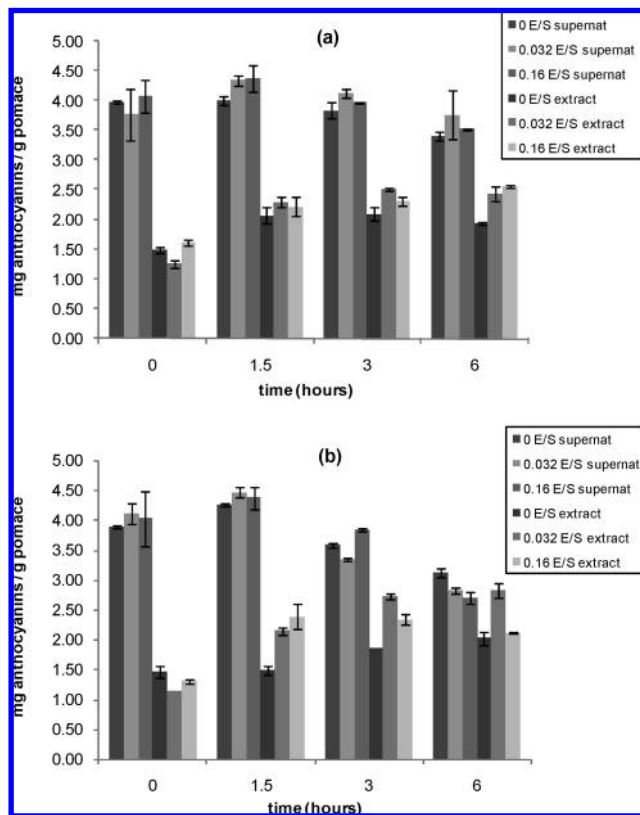 (a)
mg anthocyanins / g pomace
5.00
4.50
4.00
3.50
3.00
2.50
2.00
1.50
1.00
0.50
0.00
0 1.5 3 6
time (hours)
0 E/S supernat
0.032 E/S supernat
0.16 E/S supernat
0 E/S extract
0.032 E/S extract
0.16 E/S extract
(b)
mg anthocyanins / g pomace
5.00
4.50
4.00
3.50
3.00
2.50
2.00
1.50
1.00
0.50
0.00
0 1.5 3 6
time (hours)
0 E/S supernat
0.032 E/S supernat
0.16 E/S supernat
0 E/S extract
0.032 E/S extract
0.16 E/S extract